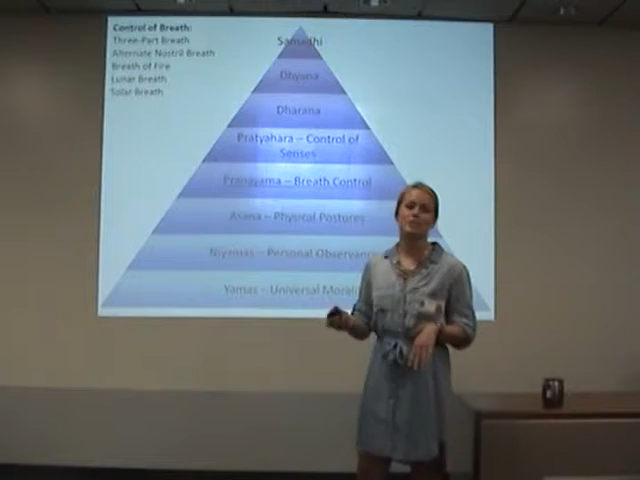 Control of Breath:
Three-Part Breath
Alternate Nostril Breath
Breath of Fire
Lunar Breath
Solar Breath
Samadhi
Dhyana
Dharana
Pratyahara – Control of
Senses
Pranayama – Breath Control
Asana – Physical Postures
Niyamas – Personal Observance
Yamas – Universal Morali